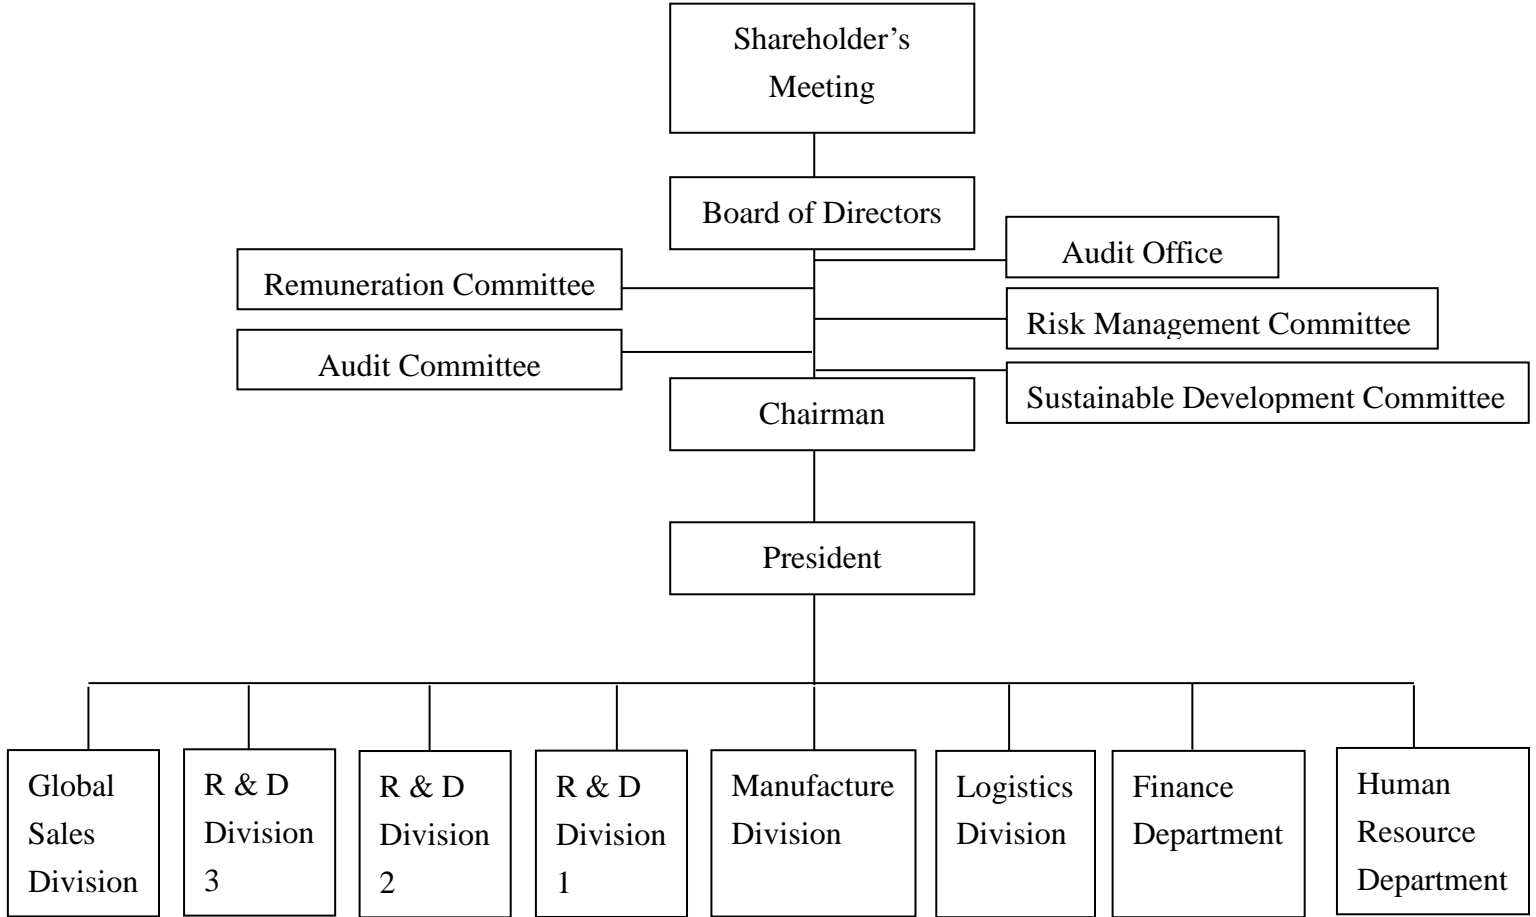 Shareholder’s
Meeting
Board of Directors
Audit Office
Remuneration Committee
Risk Management Committee
Audit Committee
Sustainable Development Committee
Chairman
President
Global
Sales
Division
R & D
Division
3
R & D
Division
2
R & D
Division
1
Manufacture
Division
Logistics
Division
Finance
Department
Human
Resource
Department